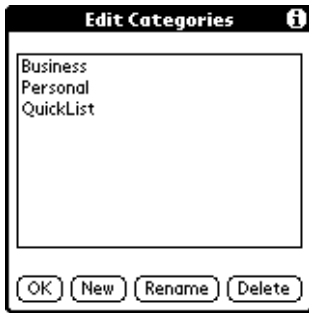 Edit Categories i
Business
Personal
QuickList
OK New Rename Delete